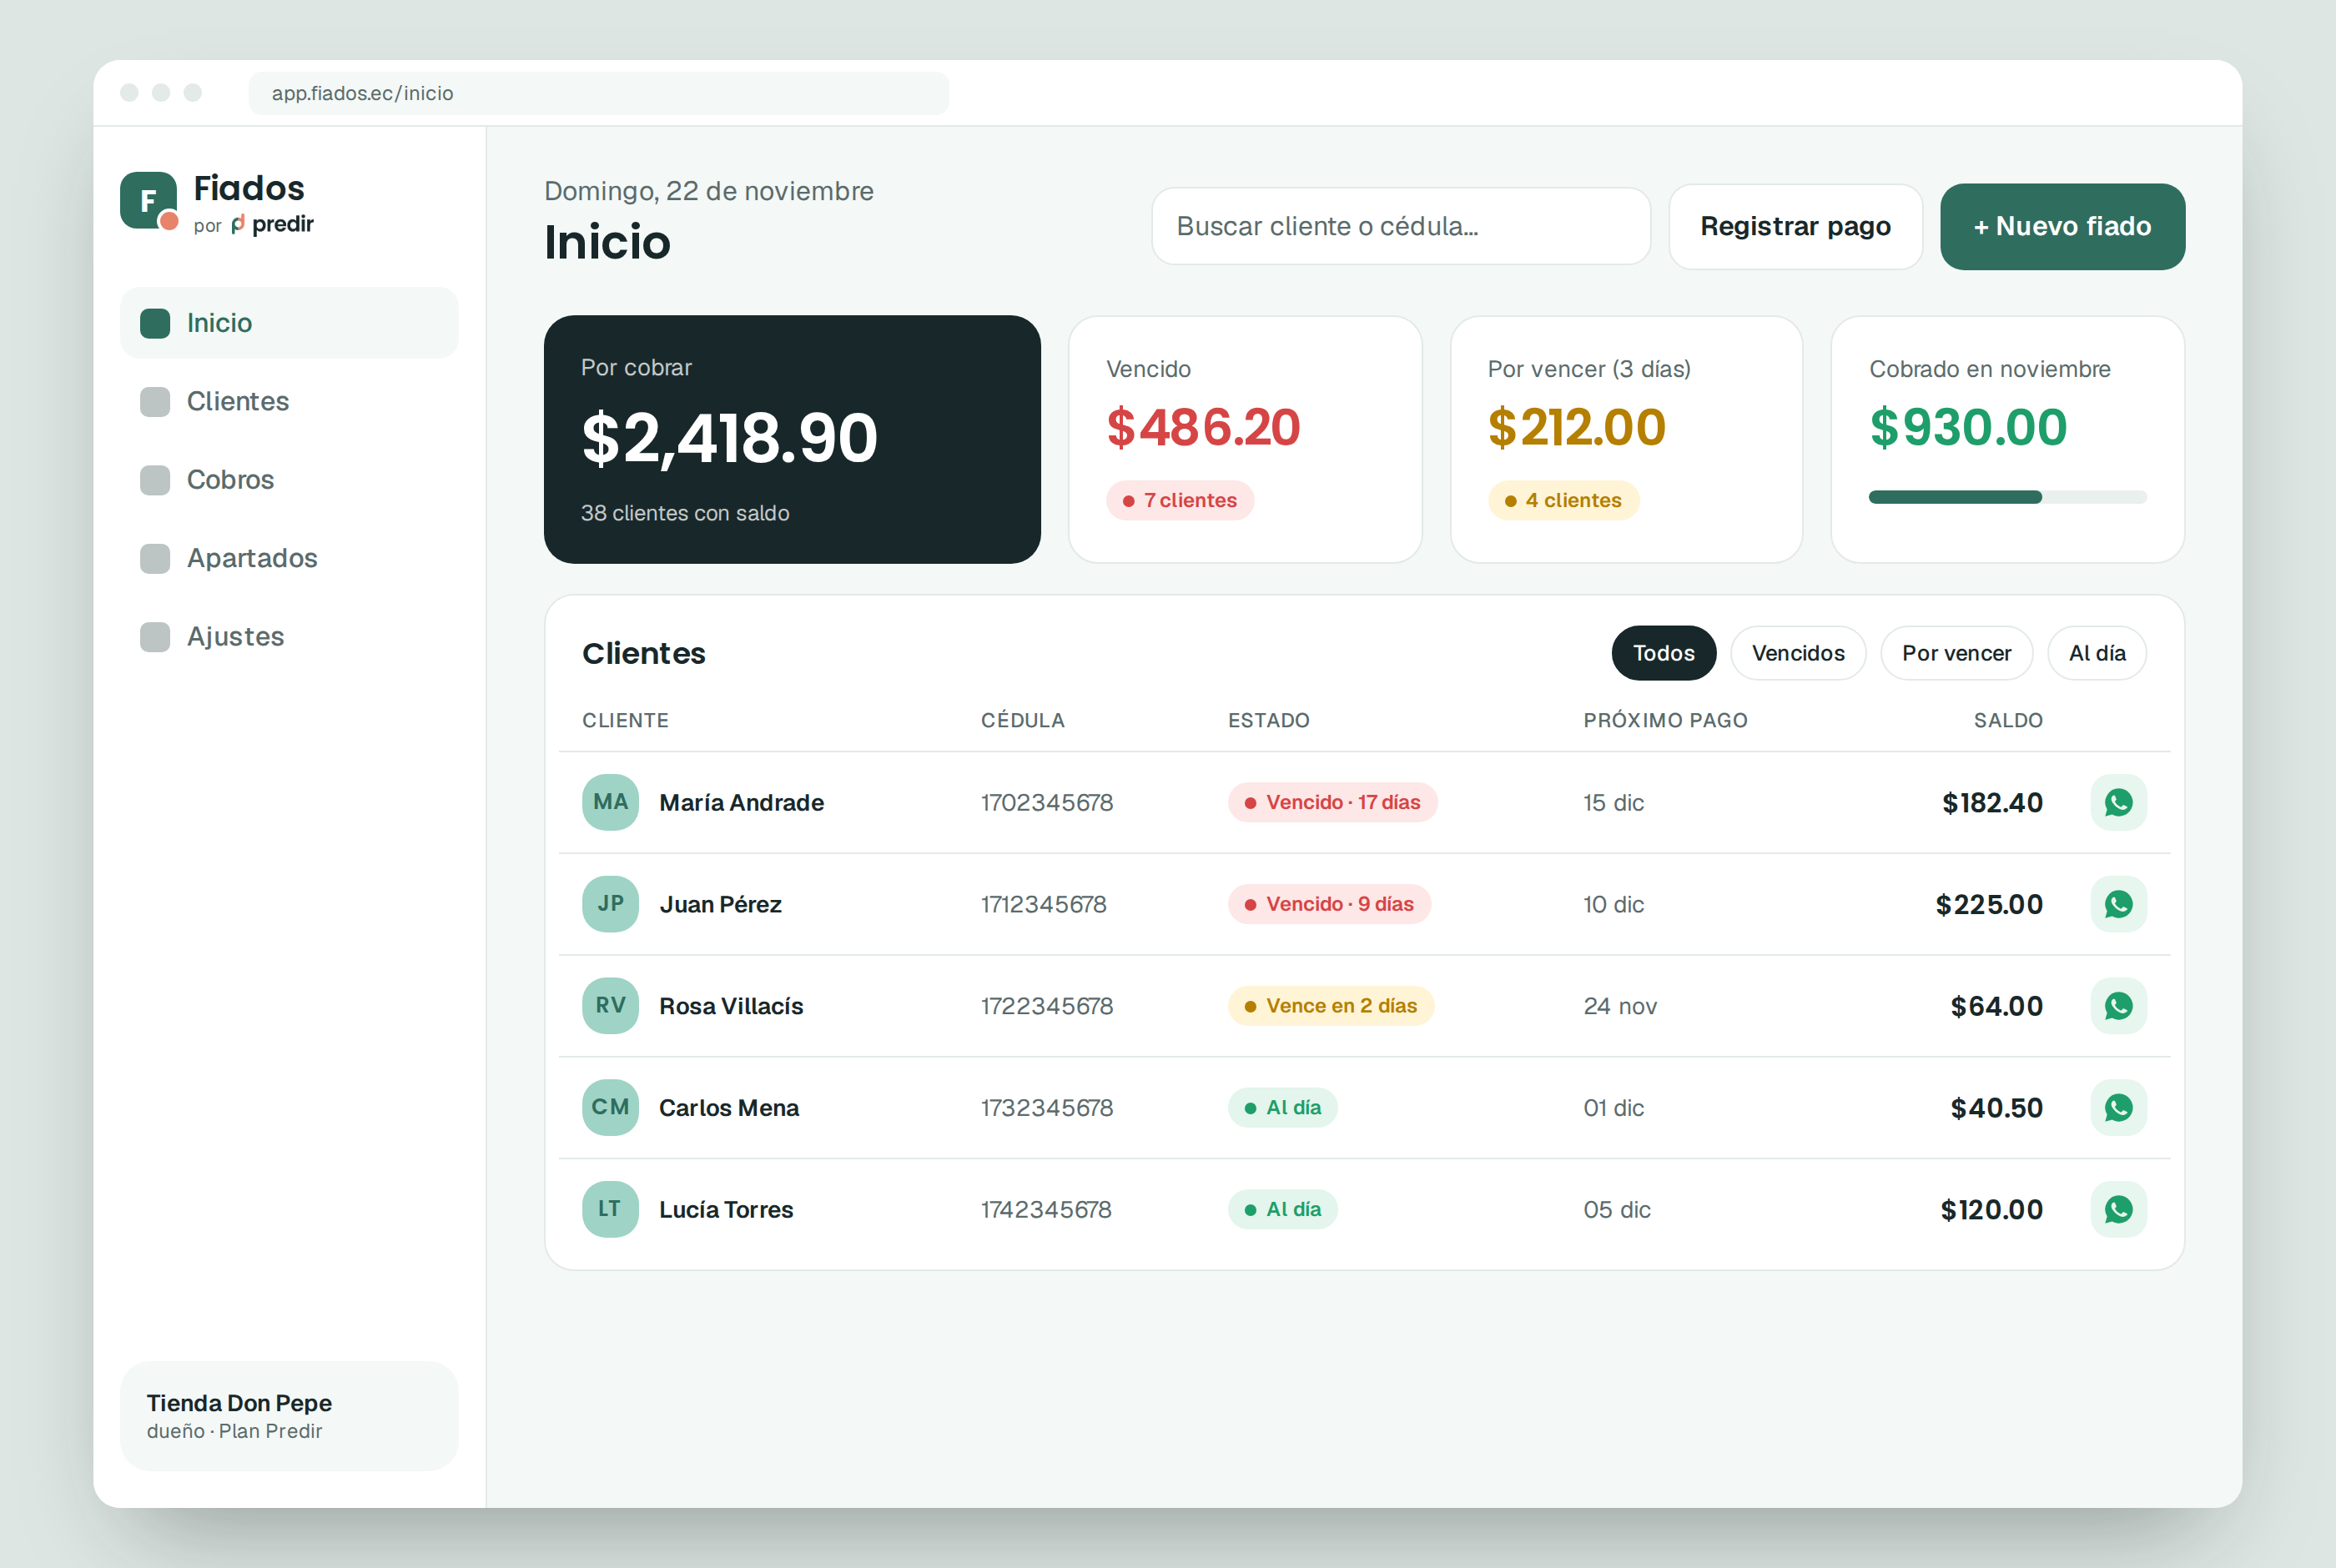 app.fiados.ec/inicio
F
Fiados
por predir
Inicio
Clientes
Cobros
Apartados
Ajustes
Tienda Don Pepe
dueño · Plan Predir
Domingo, 22 de noviembre
Inicio
Buscar cliente o cédula...
Registrar pago
+ Nuevo fiado
Por cobrar
$2,418.90
38 clientes con saldo
Vencido
$486.20
7 clientes
Por vencer (3 días)
$212.00
4 clientes
Cobrado en noviembre
$930.00
Clientes
Todos
Vencidos
Por vencer
Al día
CLIENTE CÉDULA ESTADO PRÓXIMO PAGO SALDO
MA María Andrade 1702345678 Vencido · 17 días 15 dic $182.40
JP Juan Pérez 1712345678 Vencido · 9 días 10 dic $225.00
RV Rosa Villacís 1722345678 Vence en 2 días 24 nov $64.00
CM Carlos Mena 1732345678 Al día 01 dic $40.50
LT Lucía Torres 1742345678 Al día 05 dic $120.00